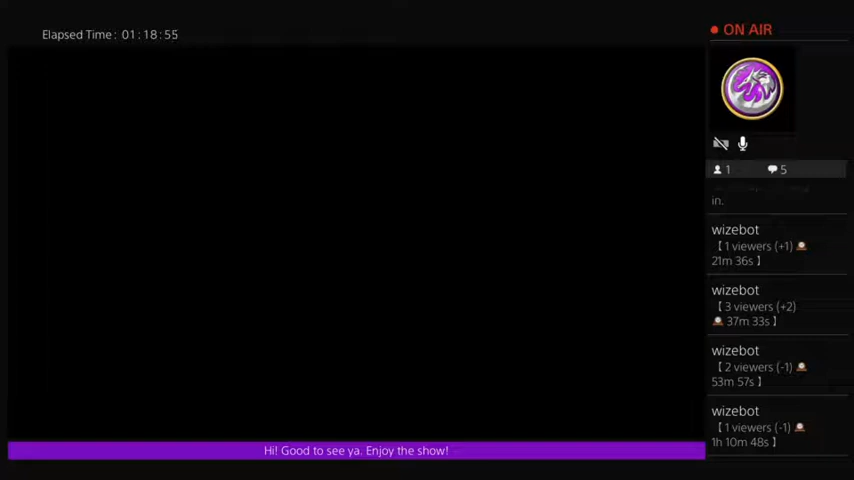 Elapsed Time: 01:18:55
ON AIR
1 5
in.
wizebot
【1 viewers (+1)
21m 36s】
wizebot
【3 viewers (+2)
37m 33s】
wizebot
【2 viewers (-1)
53m 57s】
wizebot
【1 viewers (-1)
1h 10m 48s】
Hi! Good to see ya. Enjoy the show!